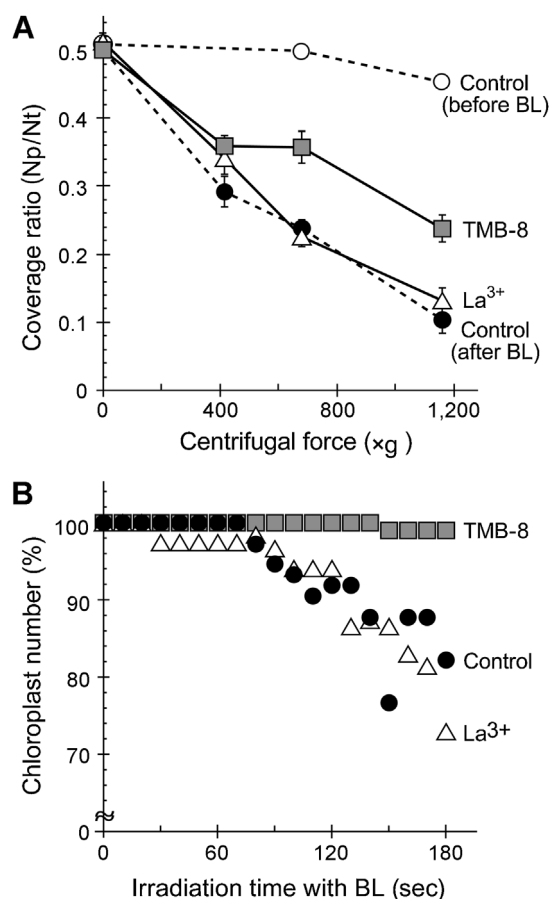 A
0.5
0.4
0.3
0.2
0.1
0
0
400
800
1,200
Coverage ratio (Np/Nt)
Centrifugal force (×g )
Control
(before BL)
TMB-8
La3+
Control
(after BL)
B
100
90
80
70
0
0
60
120
180
Chloroplast number (%)
Irradiation time with BL (sec)
TMB-8
Control
La3+